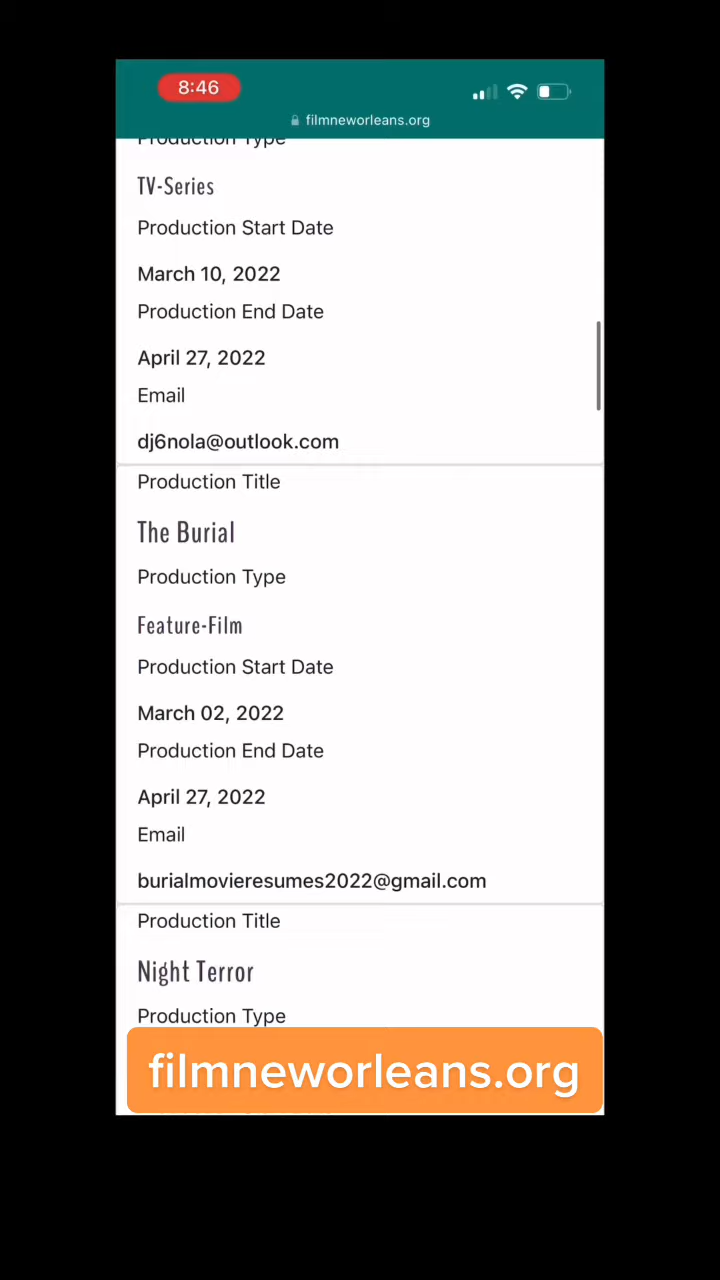 8:46
filmneworleans.org
Production Type
TV-Series
Production Start Date
March 10, 2022
Production End Date
April 27, 2022
Email
dj6nola@outlook.com
Production Title
The Burial
Production Type
Feature-Film
Production Start Date
March 02, 2022
Production End Date
April 27, 2022
Email
burialmovieresumes2022@gmail.com
Production Title
Night Terror
Production Type
filmneworleans.org